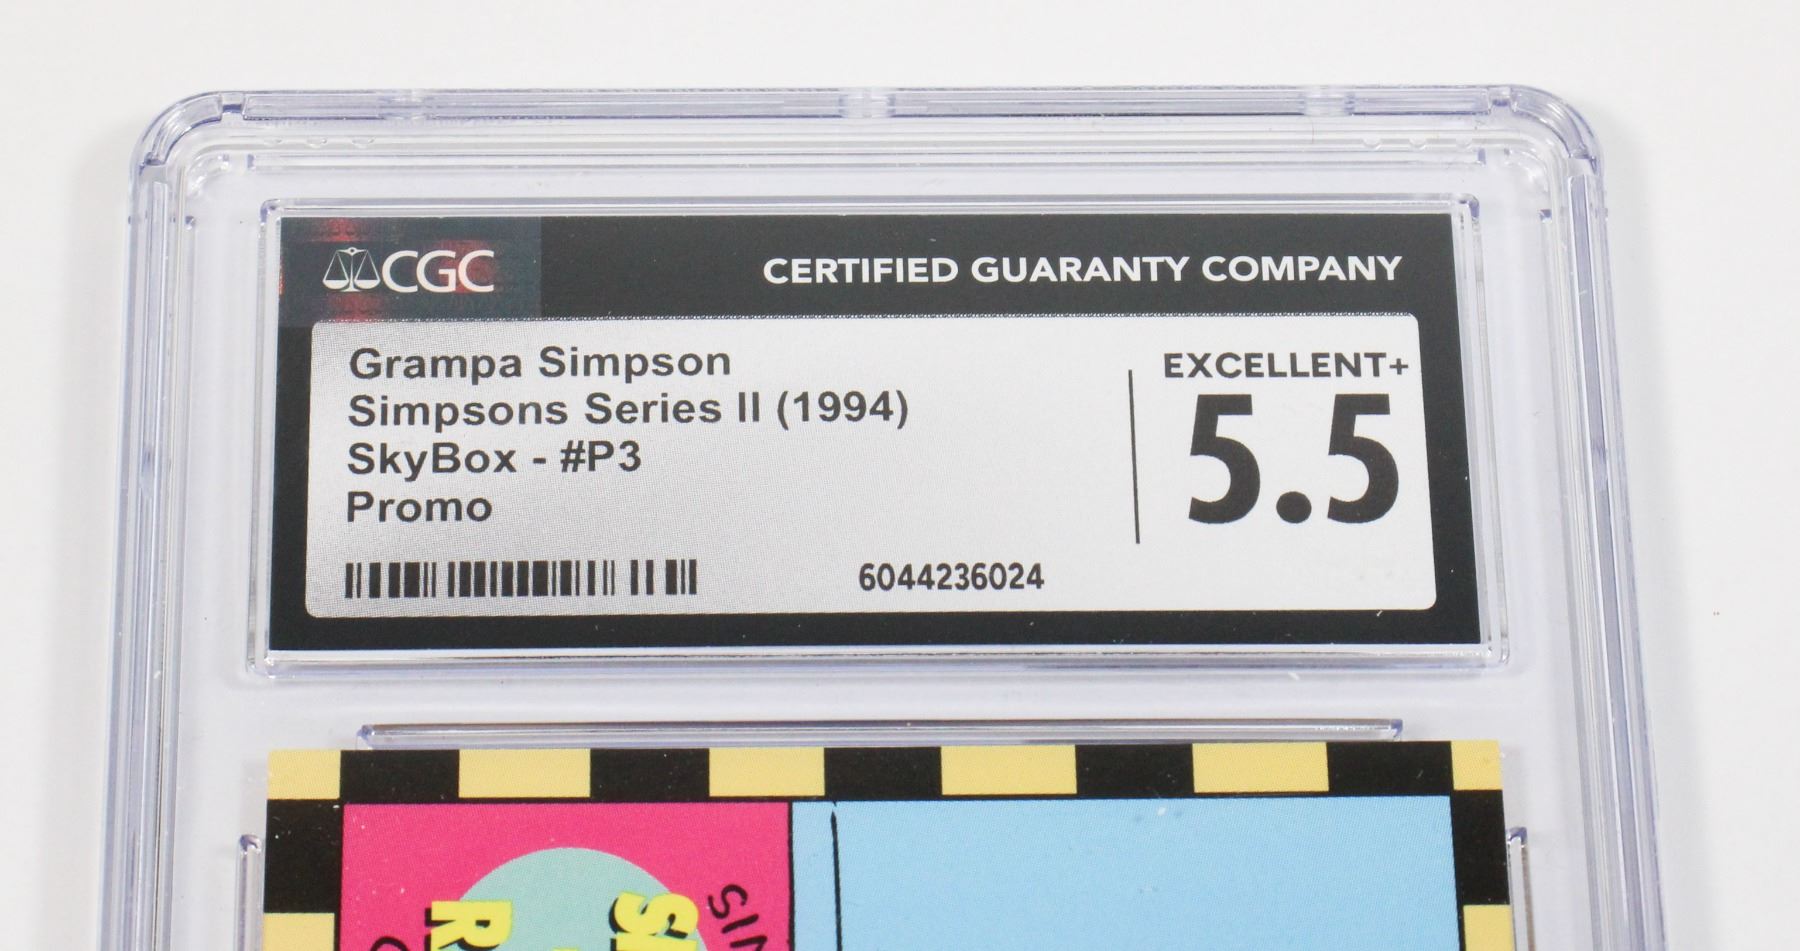 CGC
CERTIFIED GUARANTY COMPANY
Grampa Simpson
Simpsons Series II (1994)
SkyBox - #P3
Promo
6044236024
EXCELLENT+
5.5